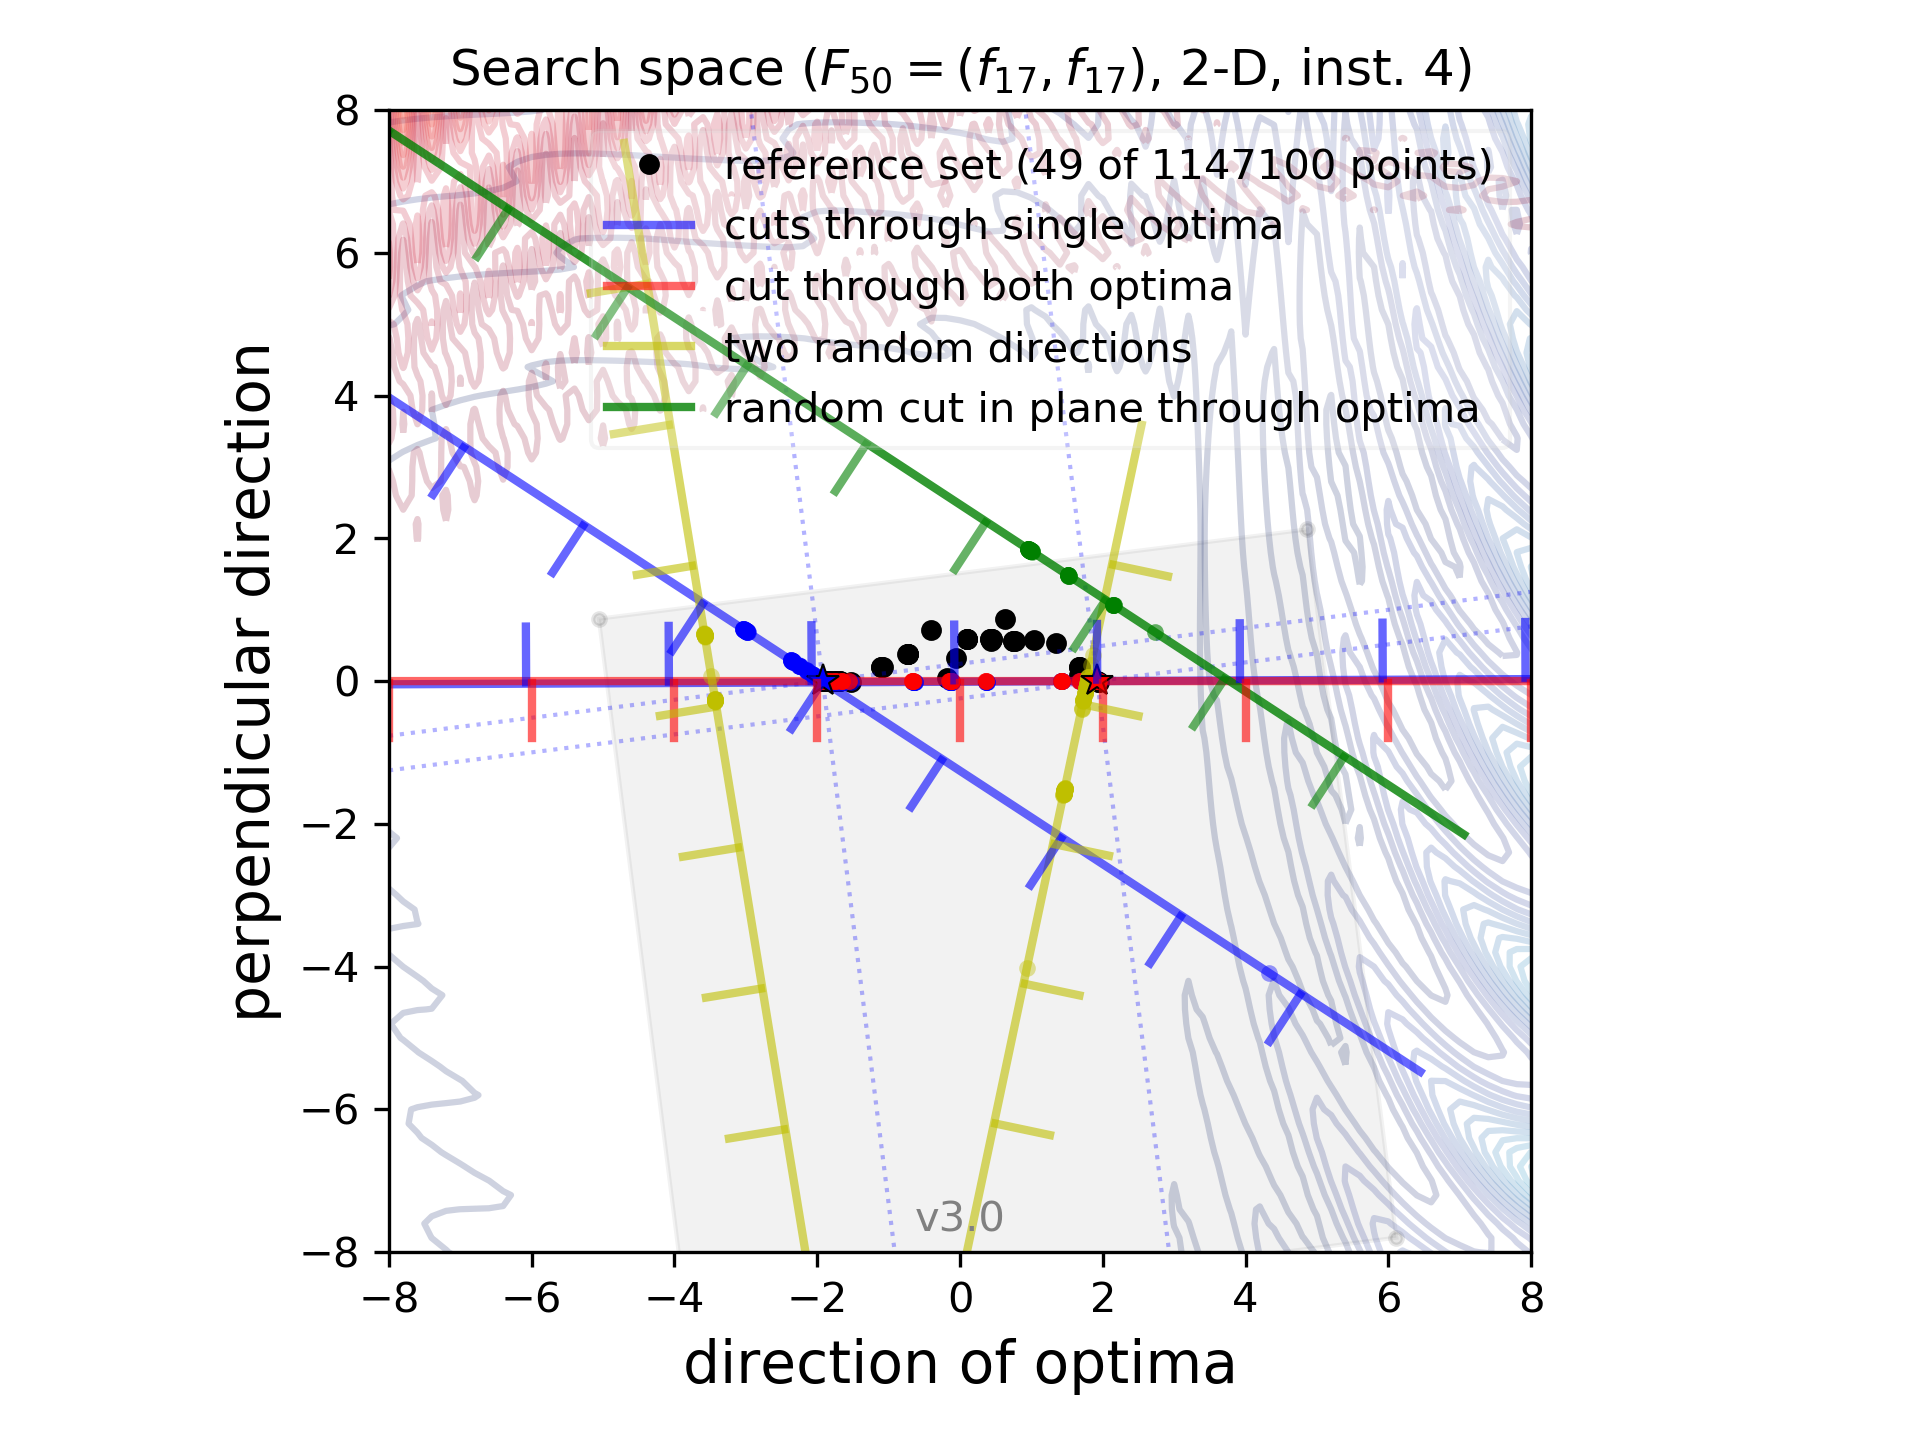 Search space (F50 = (f17, f17), 2-D, inst. 4)
reference set (49 of 1147100 points)
cuts through single optima
cut through both optima
two random directions
random cut in plane through optima
8
6
4
2
0
−2
−4
−6
−8
perpendicular direction
v3.0
−8 −6 −4 −2 0 2 4 6 8
direction of optima